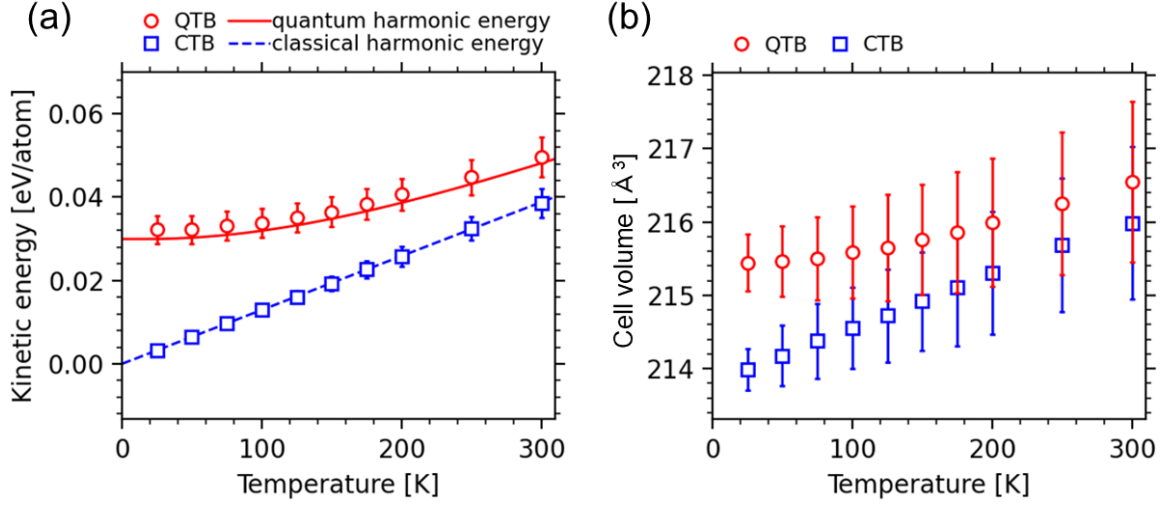 (a)
QTB quantum harmonic energy
CTB classical harmonic energy
Kinetic energy [eV/atom]
0.06
0.04
0.02
0.00
0 100 200 300
Temperature [K]
(b)
QTB CTB
Cell volume [Å³]
218
217
216
215
214
0 100 200 300
Temperature [K]